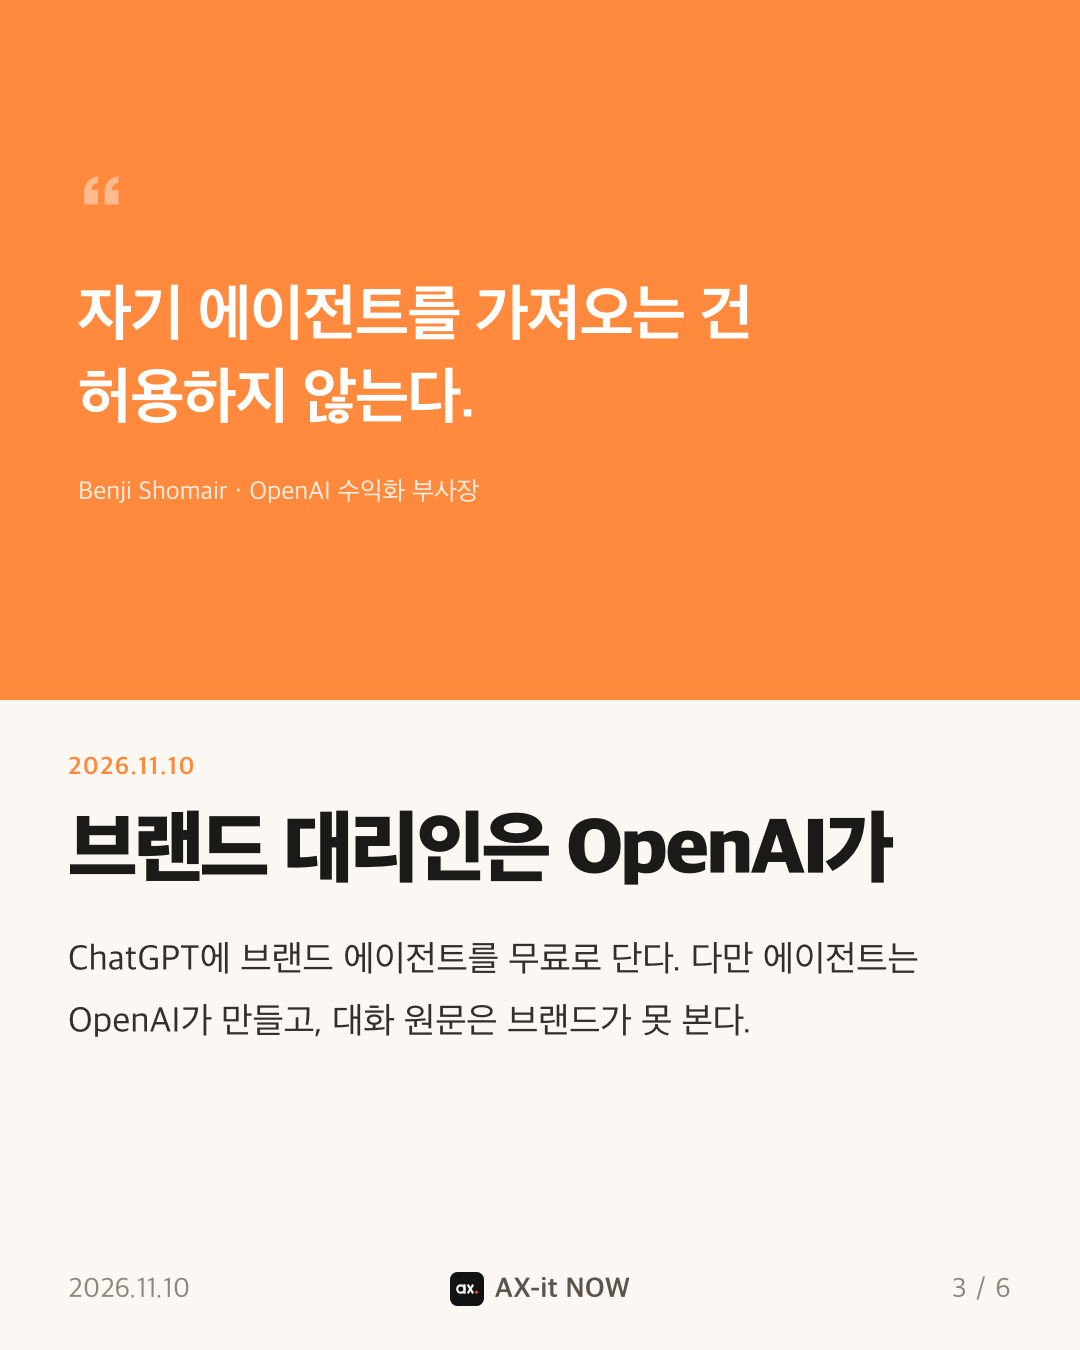 “
자기 에이전트를 가져오는 건
허용하지 않는다.
Benji Shomair · OpenAI 수익화 부사장
2026.11.10
브랜드 대리인은 OpenAI가
ChatGPT에 브랜드 에이전트를 무료로 단다. 다만 에이전트는
OpenAI가 만들고, 대화 원문은 브랜드가 못 본다.
2026.11.10
ax. AX-it NOW
3 / 6